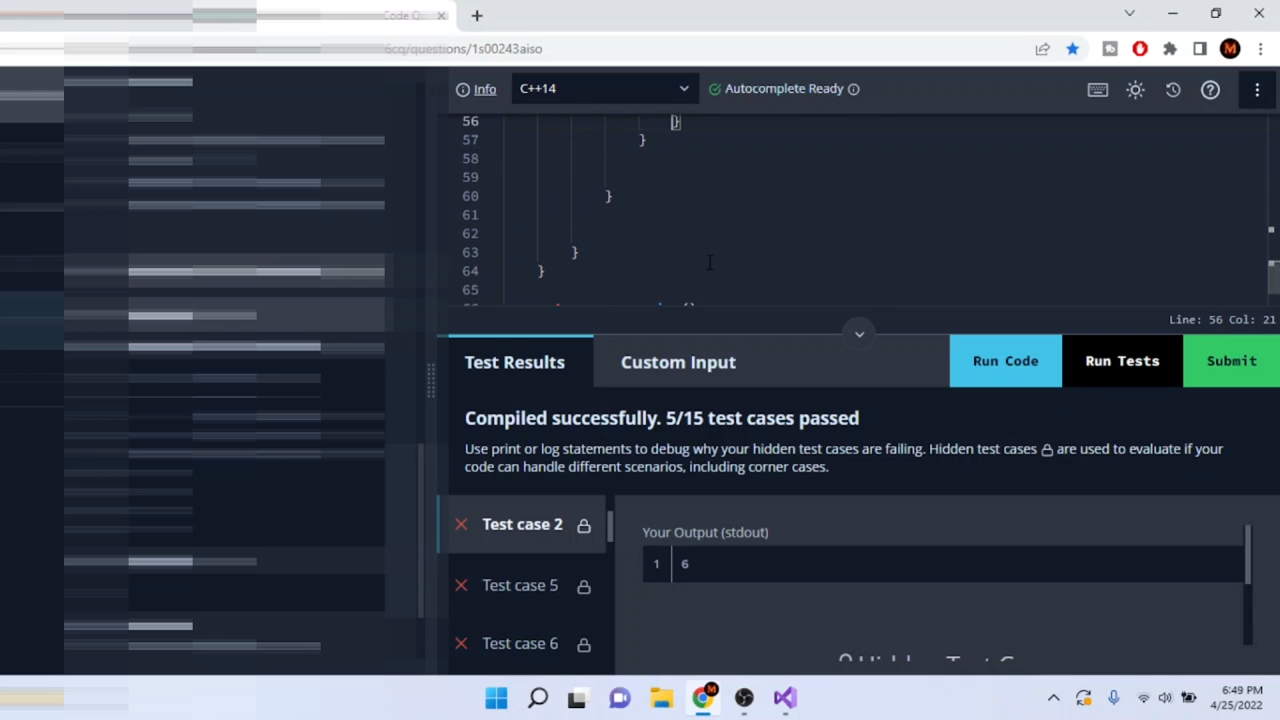 Code Q
6cq/questions/1s00243aiso
Info
C++14
Autocomplete Ready
56 }
57 }
58
59
60 }
61
62
63 }
64 }
65
Line: 56 Col: 21
Test Results
Custom Input
Run Code
Run Tests
Submit
Compiled successfully. 5/15 test cases passed
Use print or log statements to debug why your hidden test cases are failing. Hidden test cases are used to evaluate if your
code can handle different scenarios, including corner cases.
Test case 2
Test case 5
Test case 6
Your Output (stdout)
1 6
6:49 PM
4/25/2022